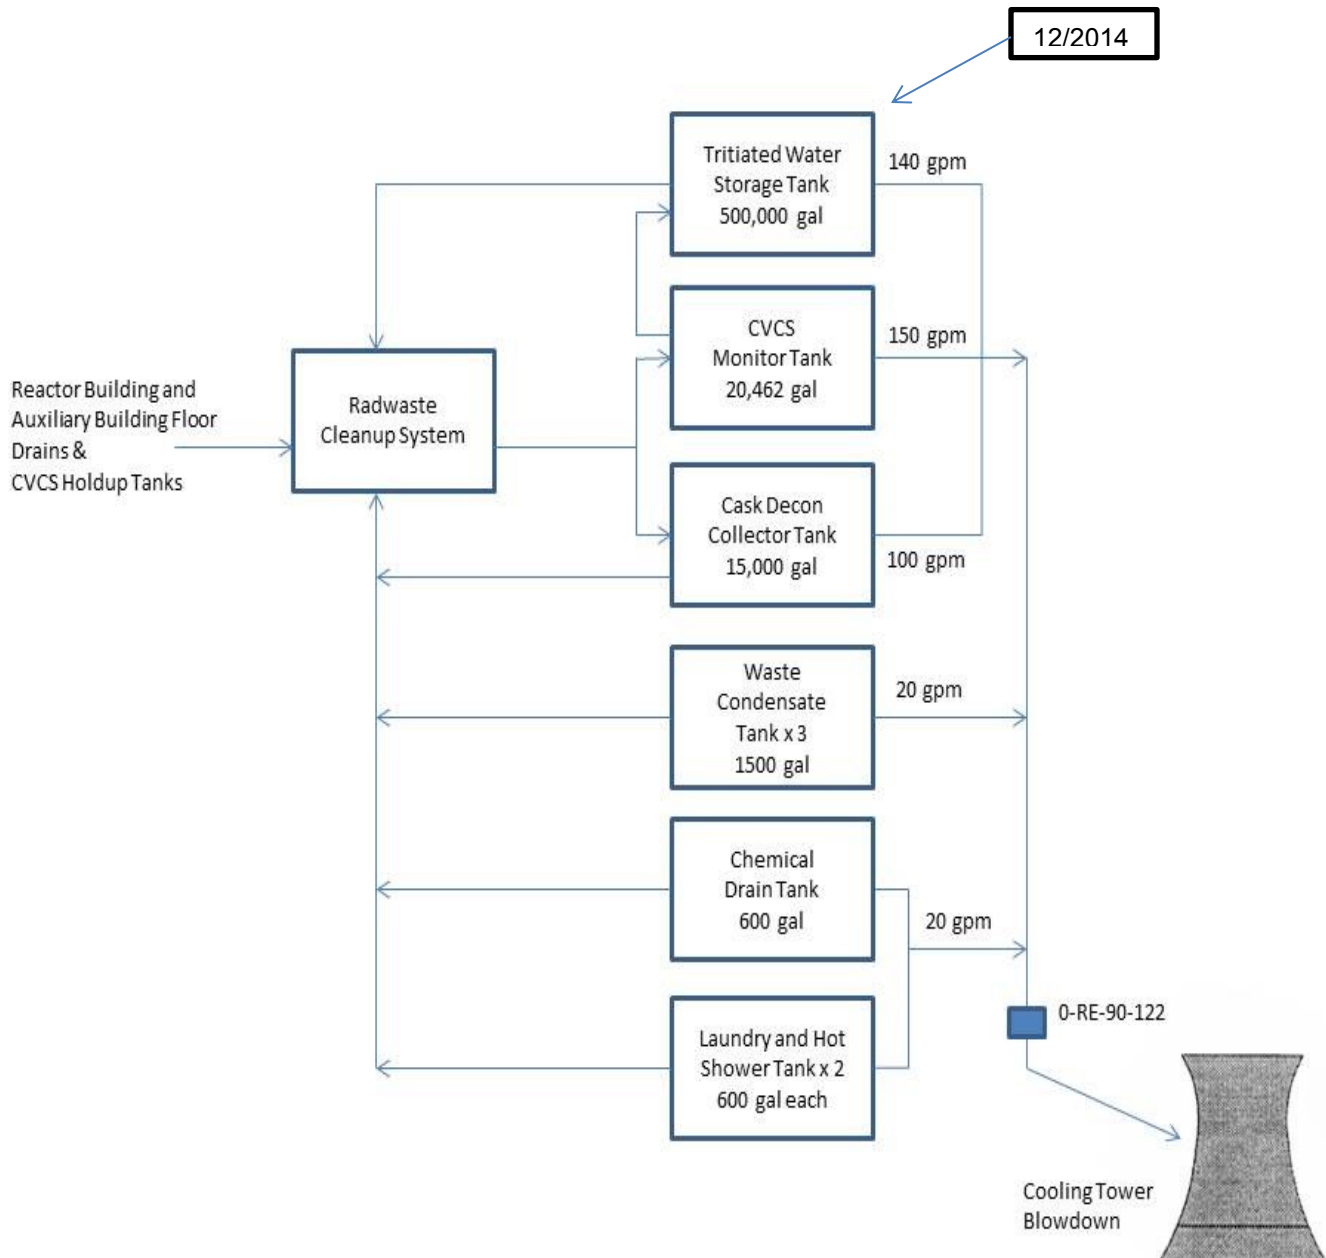 12/2014
Tritiated Water
Storage Tank
500,000 gal
140 gpm
CVCS
Monitor Tank
20,462 gal
150 gpm
Reactor Building and
Auxiliary Building Floor
Drains &
CVCS Holdup Tanks
Radwaste
Cleanup System
Cask Decon
Collector Tank
15,000 gal
100 gpm
Waste
Condensate
Tank x 3
1500 gal
20 gpm
Chemical
Drain Tank
600 gal
20 gpm
Laundry and Hot
Shower Tank x 2
600 gal each
0-RE-90-122
Cooling Tower
Blowdown